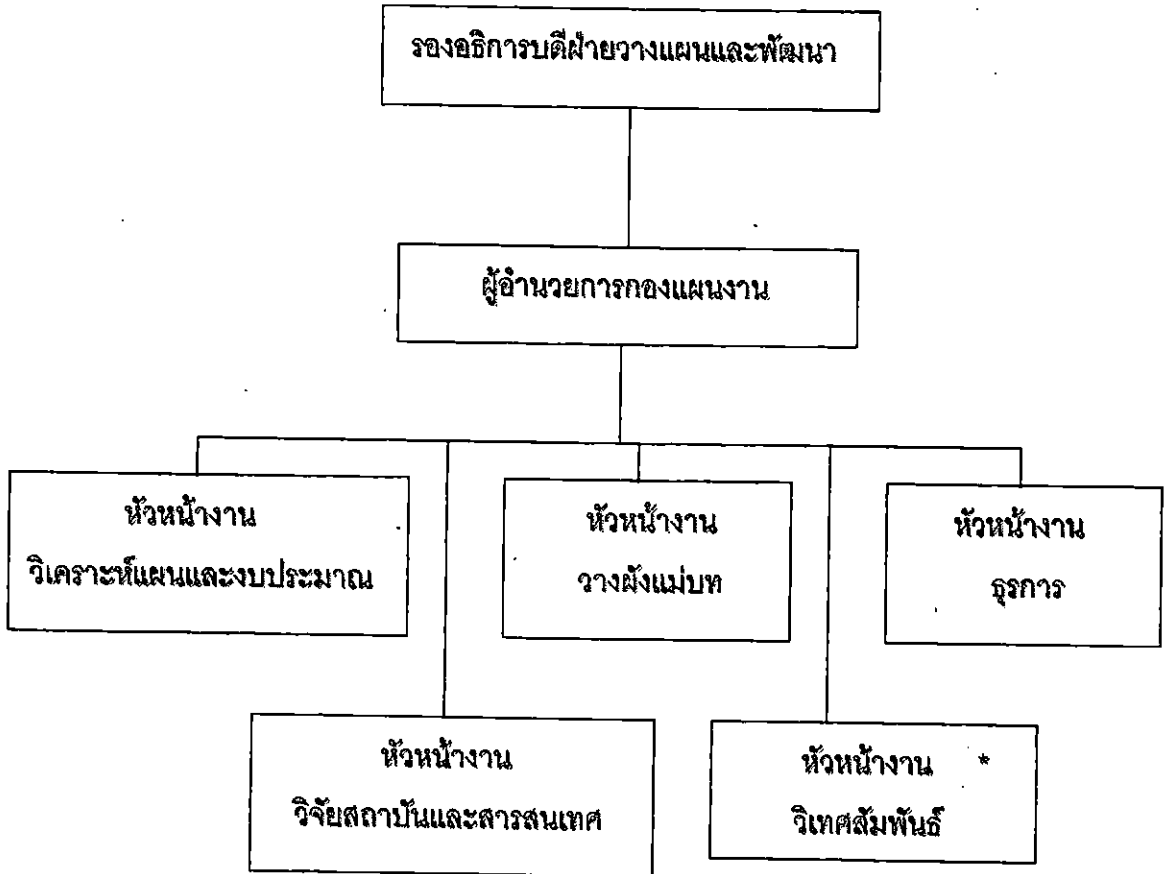 รองอธิการบดีฝ่ายวางแผนและพัฒนา
ผู้อำนวยการกองแผนงาน
หัวหน้างาน
วิเคราะห์แผนและงบประมาณ
หัวหน้างาน
วางผังแม่บท
หัวหน้างาน
ธุรการ
หัวหน้างาน
วิจัยสถาบันและสารสนเทศ
หัวหน้างาน *
วิเทศสัมพันธ์